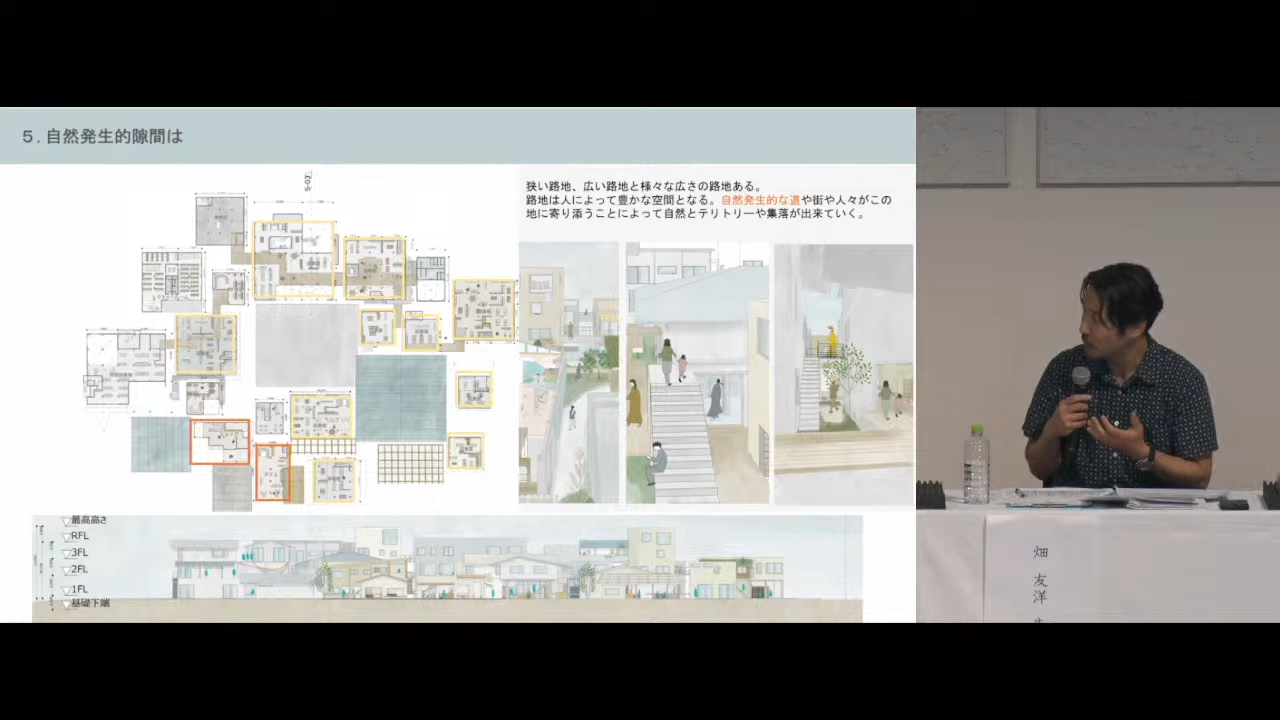 5．自然発生的隙間は
S-03
狭い路地、広い路地と様々な広さの路地ある。
路地は人によって豊かな空間となる。自然発生的な道や街や人々がこの
地に寄り添うことによって自然とテリトリーや集落が出来ていく。
最高高さ
RFL
3FL
2FL
1FL
基礎下端
畑
友
洋